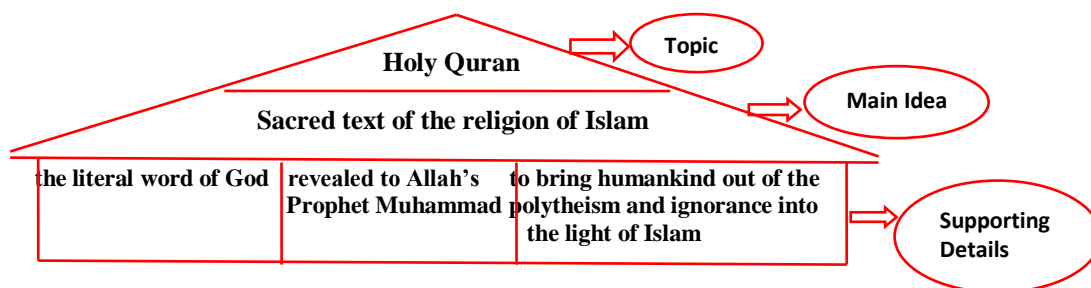 Holy Quran
Topic
Sacred text of the religion of Islam
Main Idea
the literal word of God
revealed to Allah’s
Prophet Muhammad
to bring humankind out of the
polytheism and ignorance into
the light of Islam
Supporting
Details